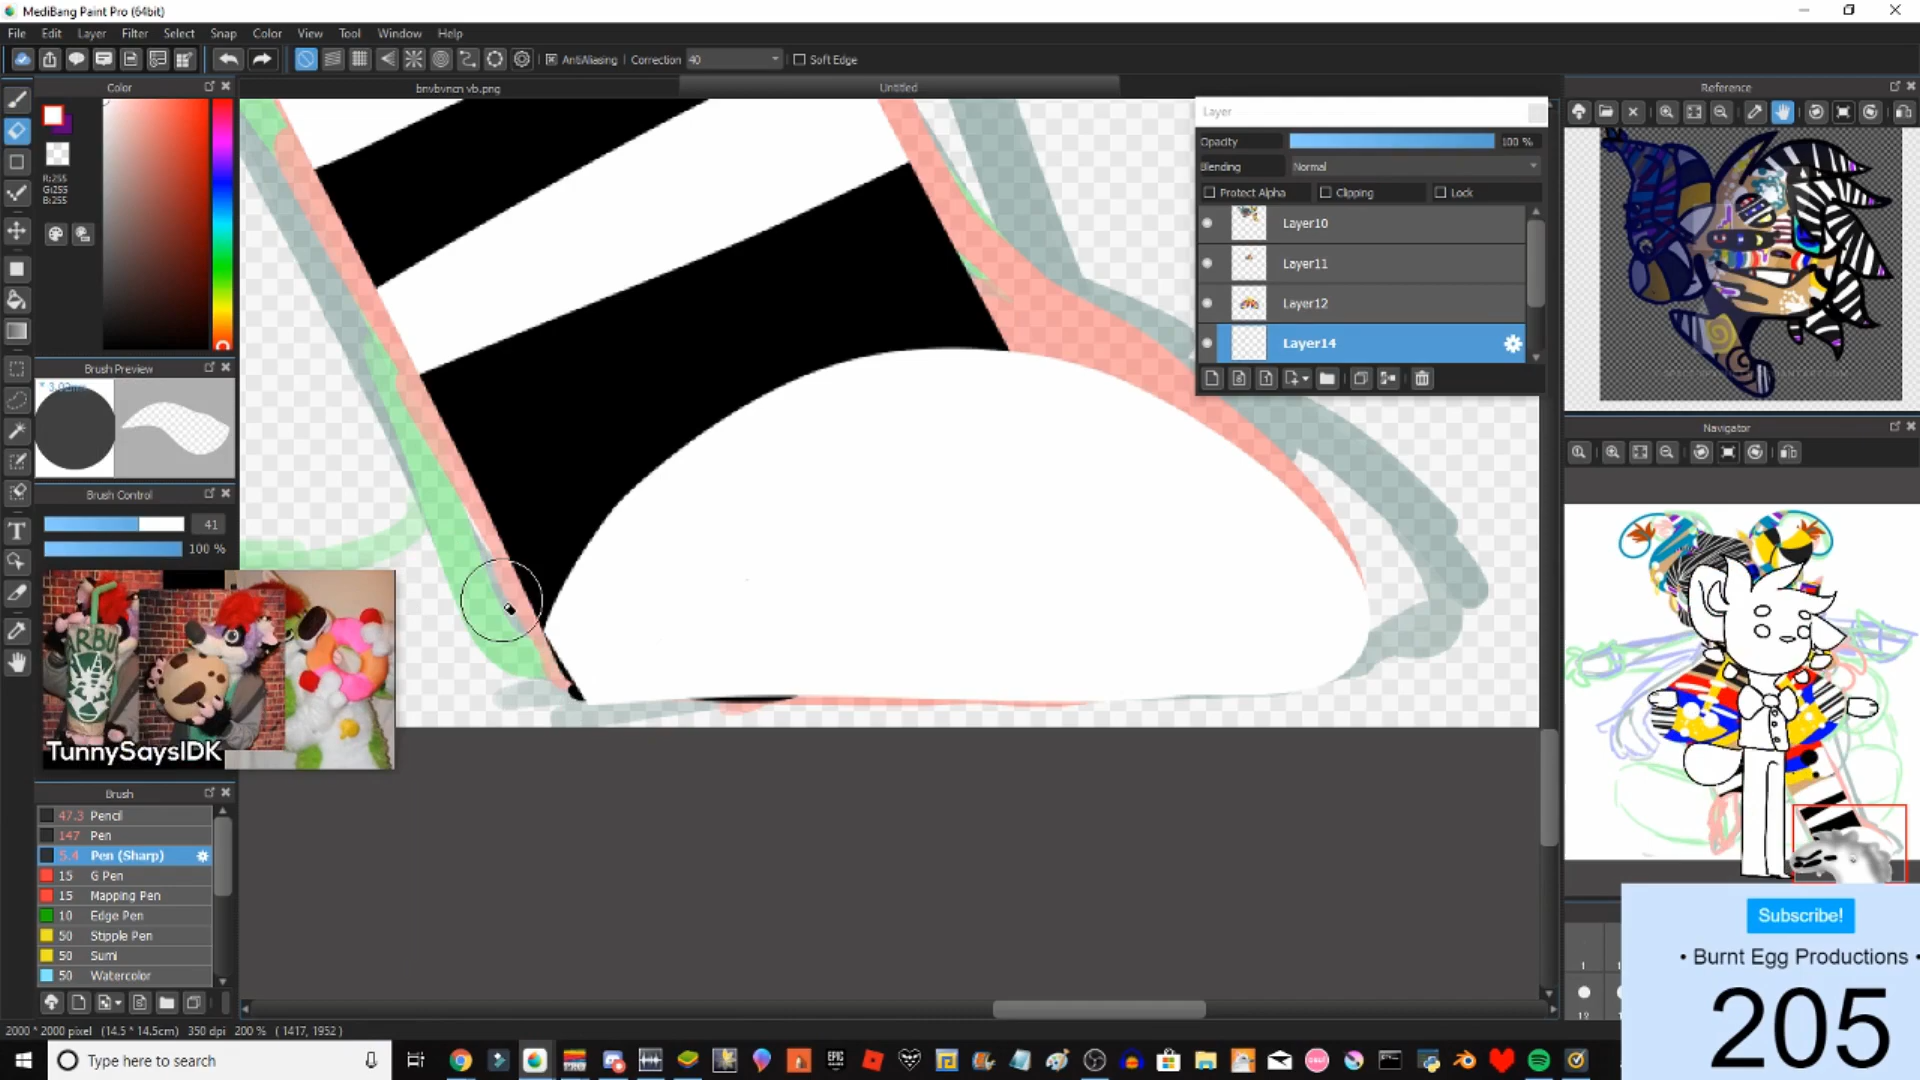 MediBang Paint Pro (64bit)
File Edit Layer Filter Select Snap Color View Tool Window Help
AntiAliasing Correction 40 Soft Edge
Color
bnvbvncn vb.png
Untitled
Layer
Reference
Opacity 100 %
Blending Normal
Protect Alpha Clipping Lock
R:255
G:255
B:255
Layer10
Layer11
Layer12
Layer14
Brush Preview
Navigator
Brush Control
41
100 %
TunnySaysIDK
Brush
47.3 Pencil
147 Pen
5.4 Pen (Sharp)
15 G Pen
15 Mapping Pen
10 Edge Pen
50 Stipple Pen
50 Sumi
50 Watercolor
Subscribe!
• Burnt Egg Productions •
205
2000 * 2000 pixel (14.5 * 14.5cm) 350 dpi 200 % ( 1417, 1952 )
Type here to search